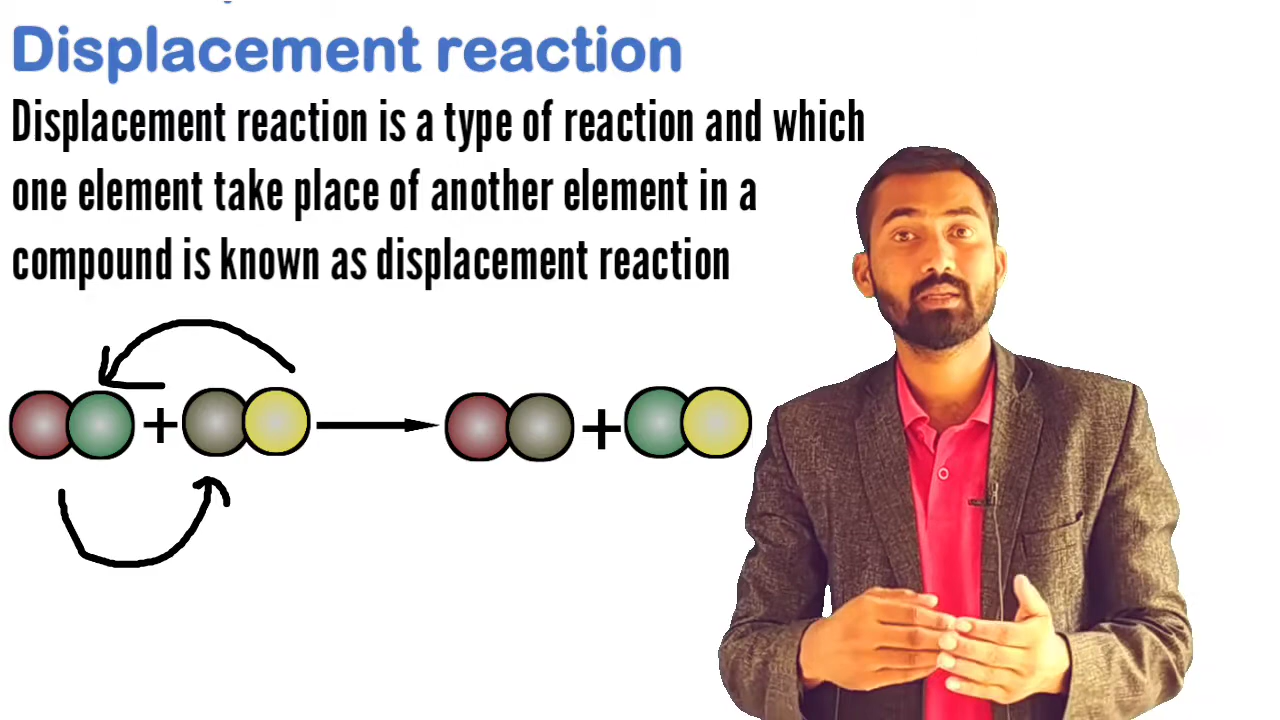 Displacement reaction
Displacement reaction is a type of reaction and which
one element take place of another element in a
compound is known as displacement reaction
+
+